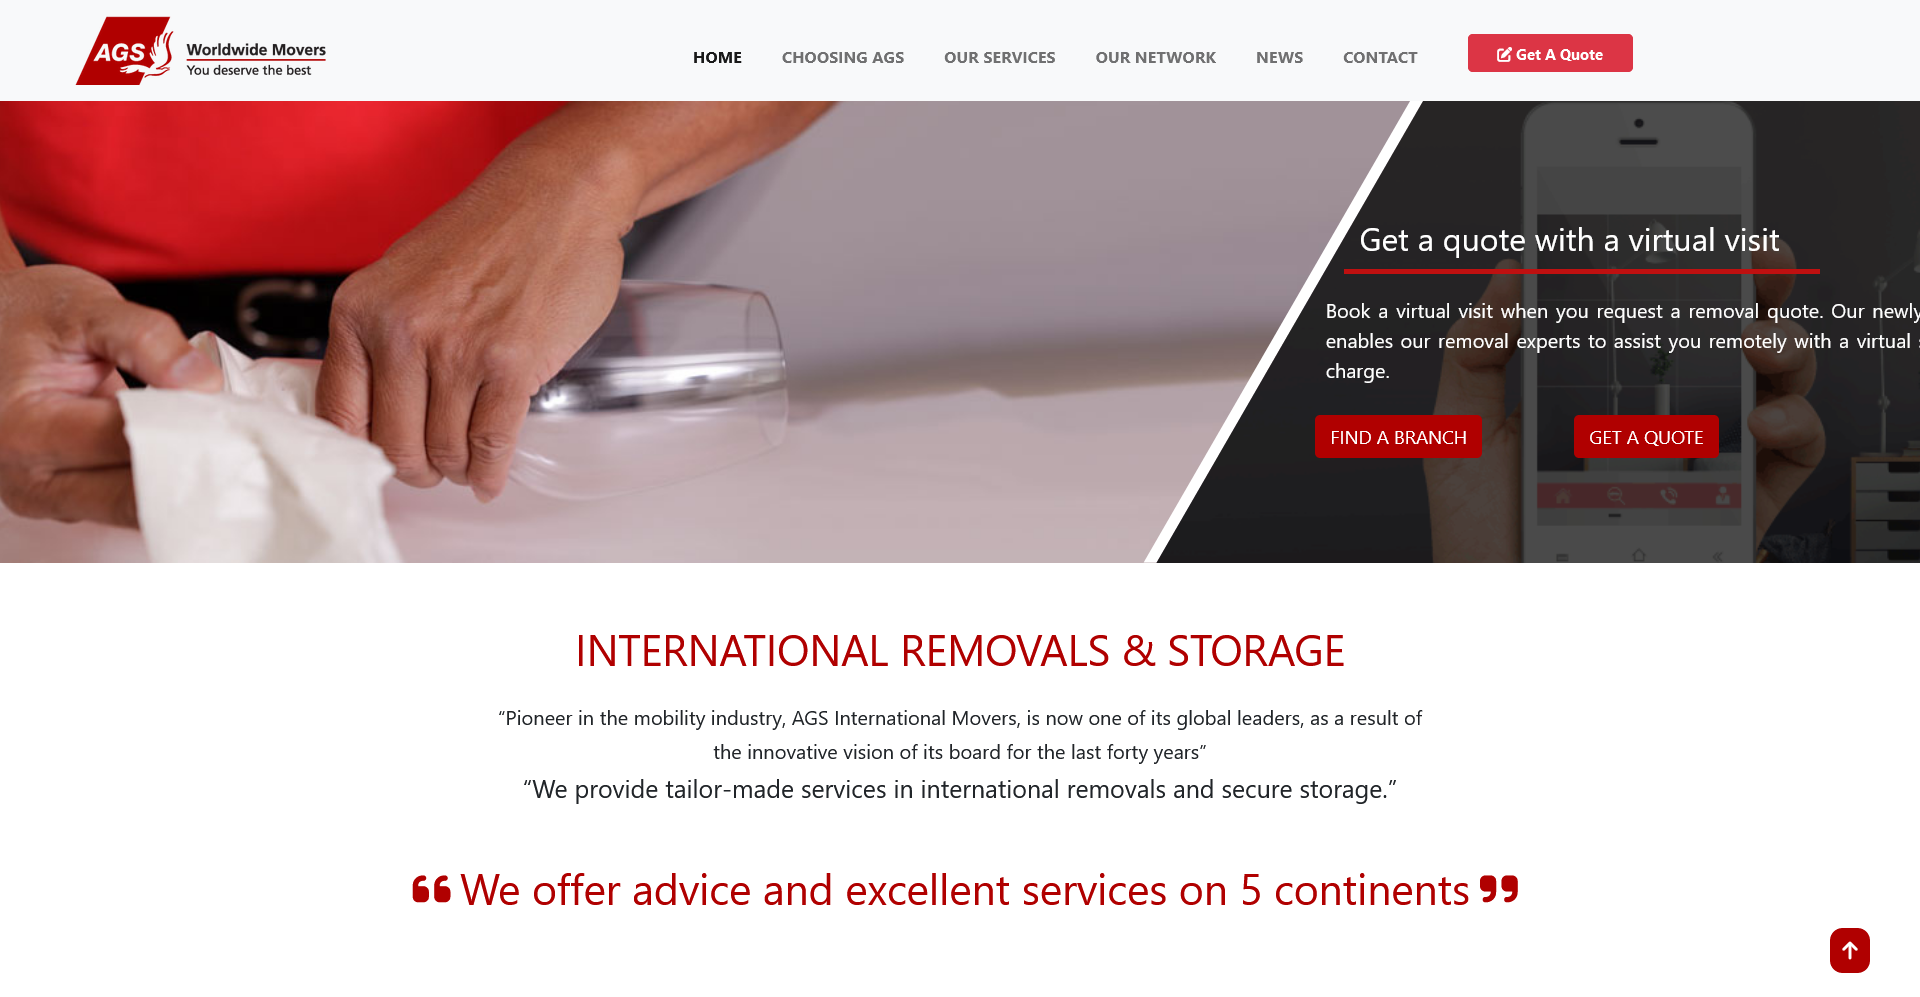 AGS
Worldwide Movers
You deserve the best
HOME
CHOOSING AGS
OUR SERVICES
OUR NETWORK
NEWS
CONTACT
Get A Quote
Get a quote with a virtual visit
Book a virtual visit when you request a removal quote. Our newly
enables our removal experts to assist you remotely with a virtual
charge.
FIND A BRANCH
GET A QUOTE
INTERNATIONAL REMOVALS & STORAGE
“Pioneer in the mobility industry, AGS International Movers, is now one of its global leaders, as a result of
the innovative vision of its board for the last forty years”
“We provide tailor-made services in international removals and secure storage.”
❝ We offer advice and excellent services on 5 continents ❞